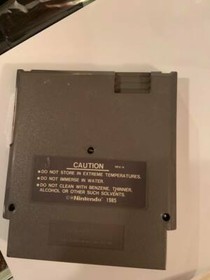 CAUTION
• DO NOT STORE IN EXTREME TEMPERATURES.
• DO NOT IMMERSE IN WATER.
• DO NOT CLEAN WITH BENZENE, THINNER,
ALCOHOL OR OTHER SUCH SOLVENTS.
©Nintendo 1985